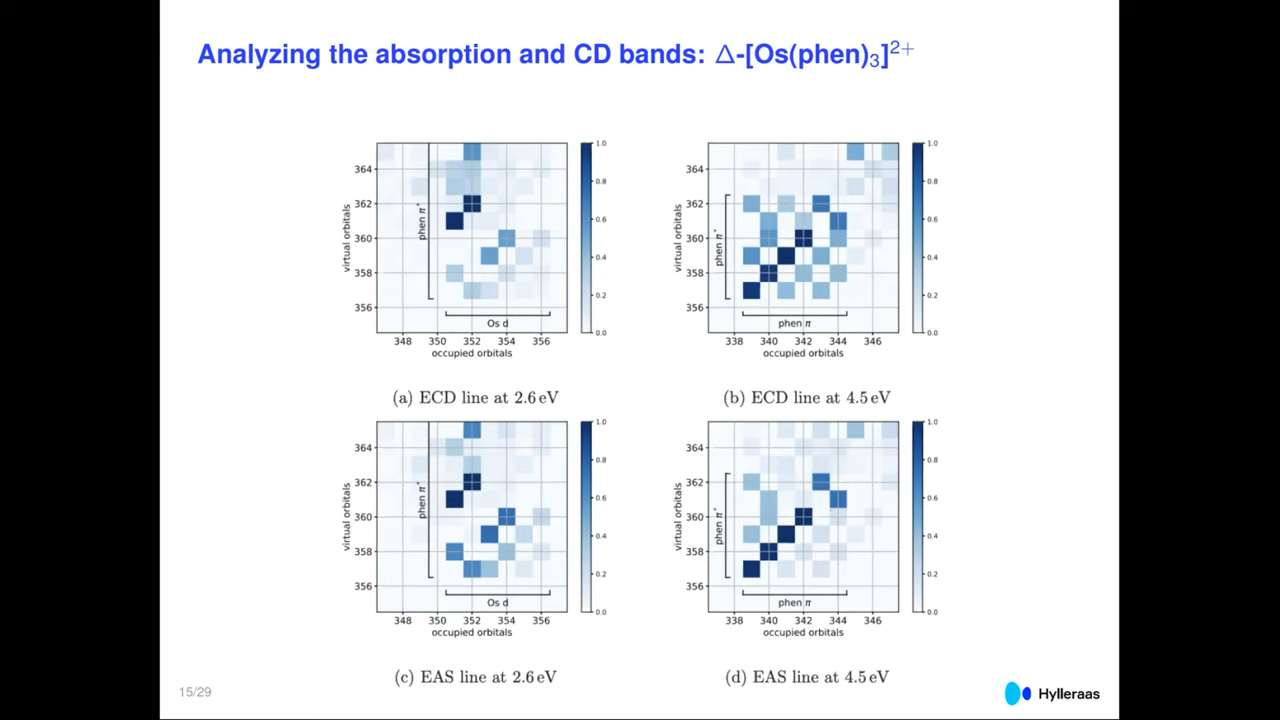 Analyzing the absorption and CD bands: Δ-[Os(phen)₃]²⁺
364
362
360
358
356
virtual orbitals
phen π*
Os d
348 350 352 354 356
occupied orbitals
1.0
0.8
0.6
0.4
0.2
0.0
364
362
360
358
356
virtual orbitals
phen π*
phen π
338 340 342 344 346
occupied orbitals
1.0
0.8
0.6
0.4
0.2
0.0
(a) ECD line at 2.6 eV
(b) ECD line at 4.5 eV
364
362
360
358
356
virtual orbitals
phen π*
Os d
348 350 352 354 356
occupied orbitals
1.0
0.8
0.6
0.4
0.2
0.0
364
362
360
358
356
virtual orbitals
phen π*
phen π
338 340 342 344 346
occupied orbitals
1.0
0.8
0.6
0.4
0.2
0.0
(c) EAS line at 2.6 eV
(d) EAS line at 4.5 eV
15/29
Hylleraas